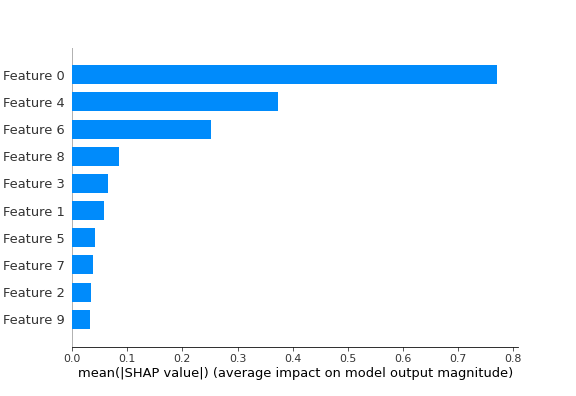 Feature 0
Feature 4
Feature 6
Feature 8
Feature 3
Feature 1
Feature 5
Feature 7
Feature 2
Feature 9
0.0 0.1 0.2 0.3 0.4 0.5 0.6 0.7 0.8
mean(|SHAP value|) (average impact on model output magnitude)